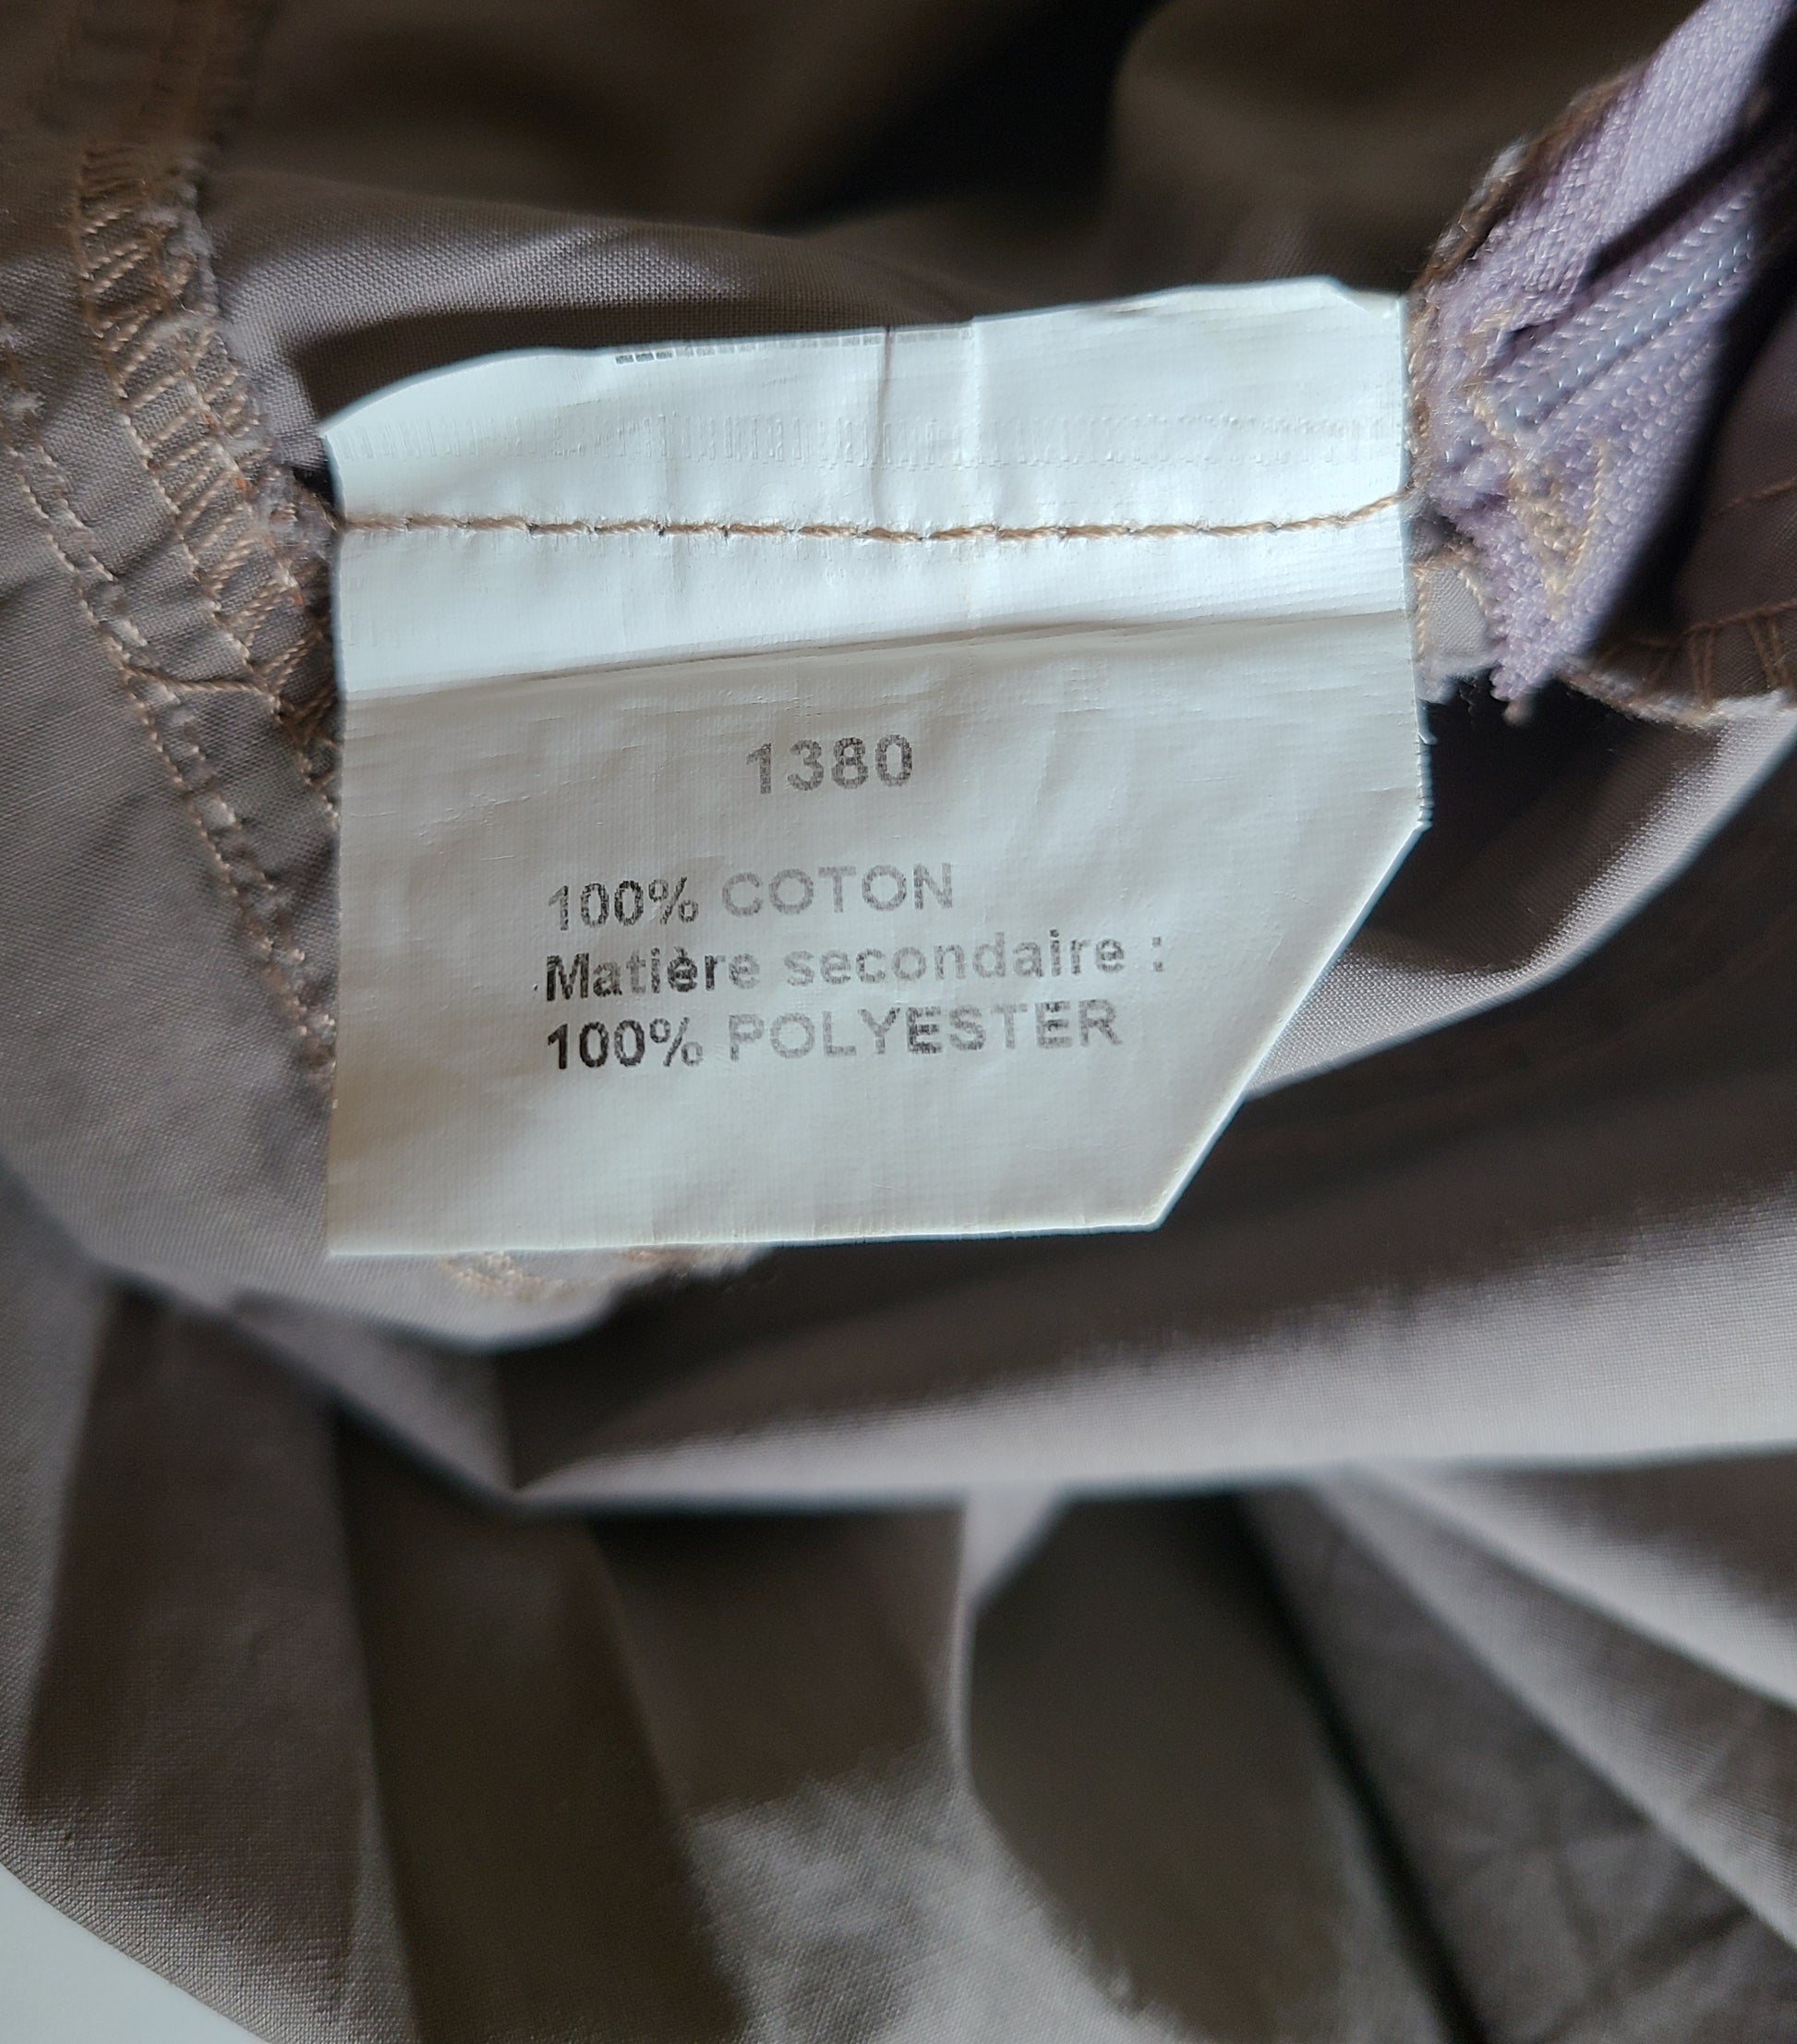 1380
100% COTON
Matière secondaire :
100% POLYESTER